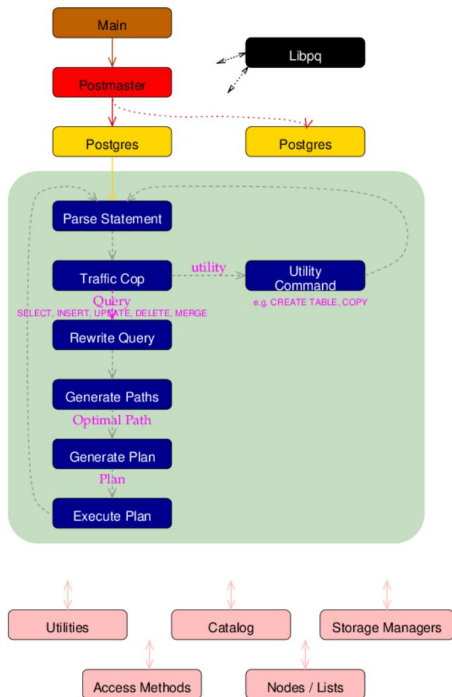 Main
Libpq
Postmaster
Postgres
Postgres
Parse Statement
utility
Traffic Cop
Utility
Command
Query
SELECT, INSERT, UPDATE, DELETE, MERGE
e.g. CREATE TABLE, COPY
Rewrite Query
Generate Paths
Optimal Path
Generate Plan
Plan
Execute Plan
Utilities
Catalog
Storage Managers
Access Methods
Nodes / Lists